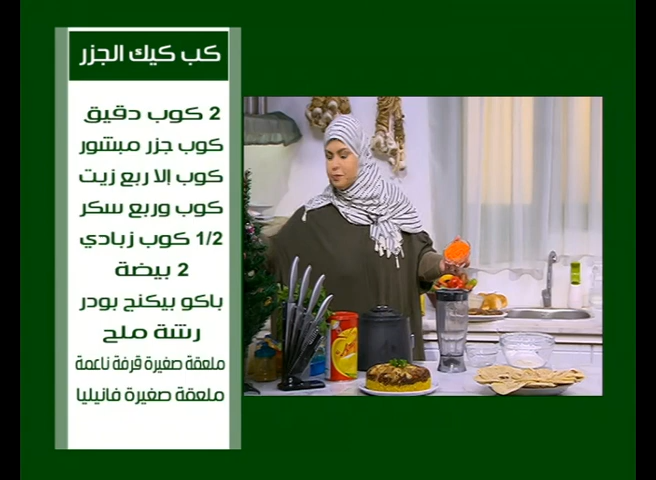 كب كيك الجزر
2 كوب دقيق
كوب جزر مبشور
كوب إلا ربع زيت
كوب وربع سكر
1/2 كوب زبادي
2 بيضة
باكو بيكنج بودر
رشة ملح
ملعقة صغيرة قرفة ناعمة
ملعقة صغيرة فانيليا